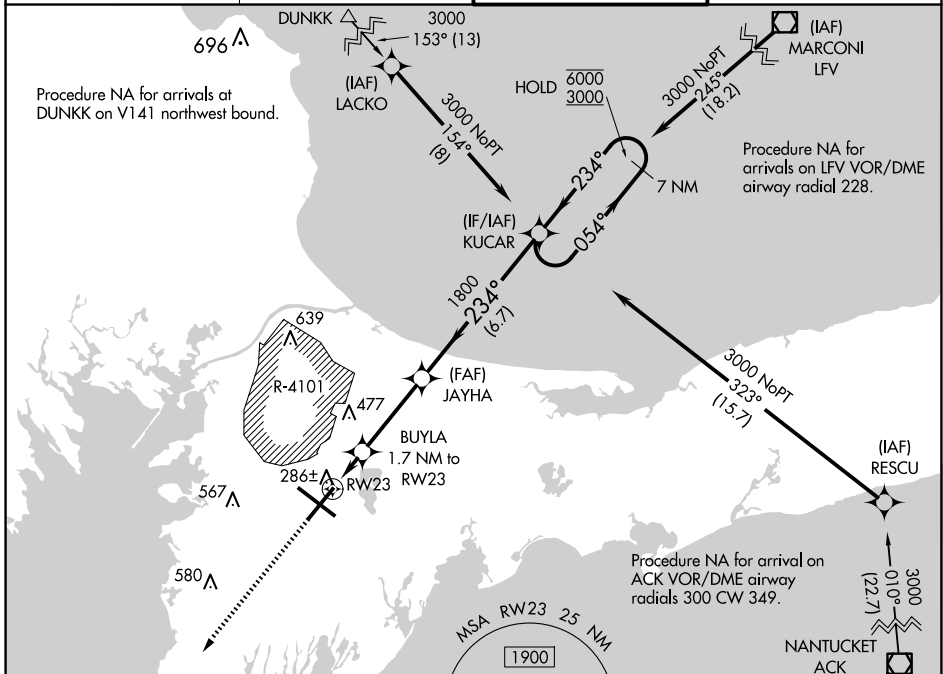 DUNKK
3000
153° (13)
696
(IAF)
LACKO
Procedure NA for arrivals at
DUNKK on V141 northwest bound.
3000 NoPT
154°
(8)
HOLD
6000
3000
(IAF)
MARCONI
LFV
3000 NoPT
245°
(18.2)
Procedure NA for
arrivals on LFV VOR/DME
airway radial 228.
234°
7 NM
054°
(IF/IAF)
KUCAR
1800
234°
(6.7)
639
R-4101
477
(FAF)
JAYHA
BUYLA
1.7 NM to
RW23
286±
RW23
567
580
3000 NoPT
323°
(15.7)
(IAF)
RESCU
Procedure NA for arrival on
ACK VOR/DME airway
radials 300 CW 349.
3000
010°
(22.7)
NANTUCKET
ACK
MSA RW23 25 NM
1900